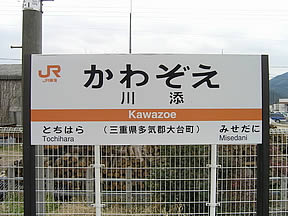 JR
JR東海
かわぞえ
川添
Kawazoe
とちはら （三重県多気郡大台町） みせだに
Tochihara Misedani